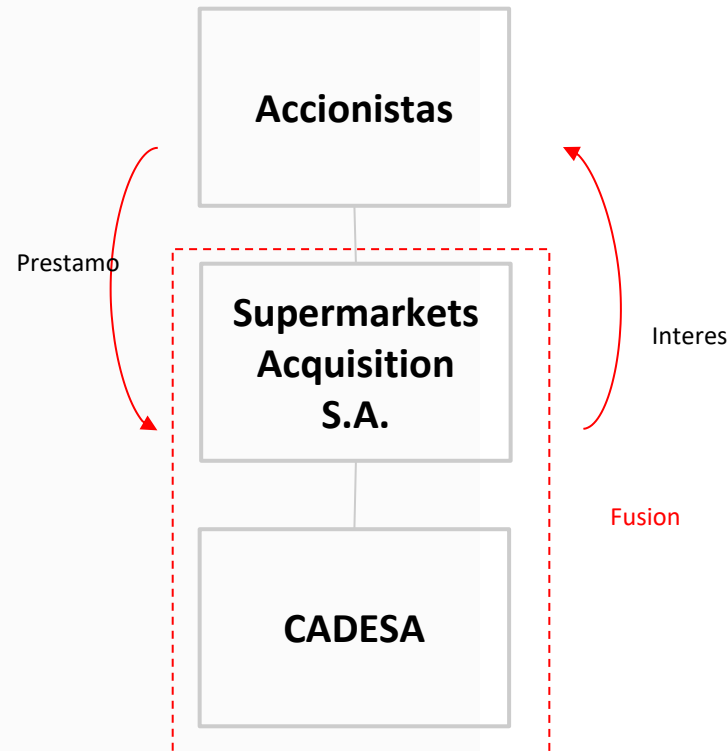 Accionistas
Prestamo
Supermarkets
Acquisition
S.A.
Interes
Fusion
CADESA